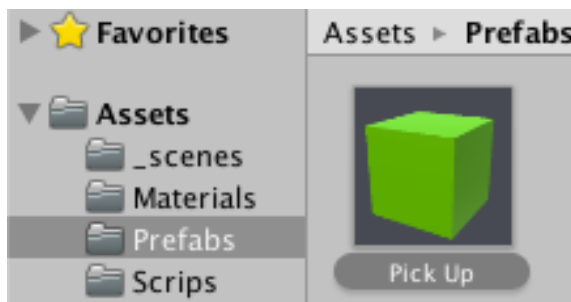 Favorites
Assets
_scenes
Materials
Prefabs
Scrips
Assets ▸ Prefabs
Pick Up